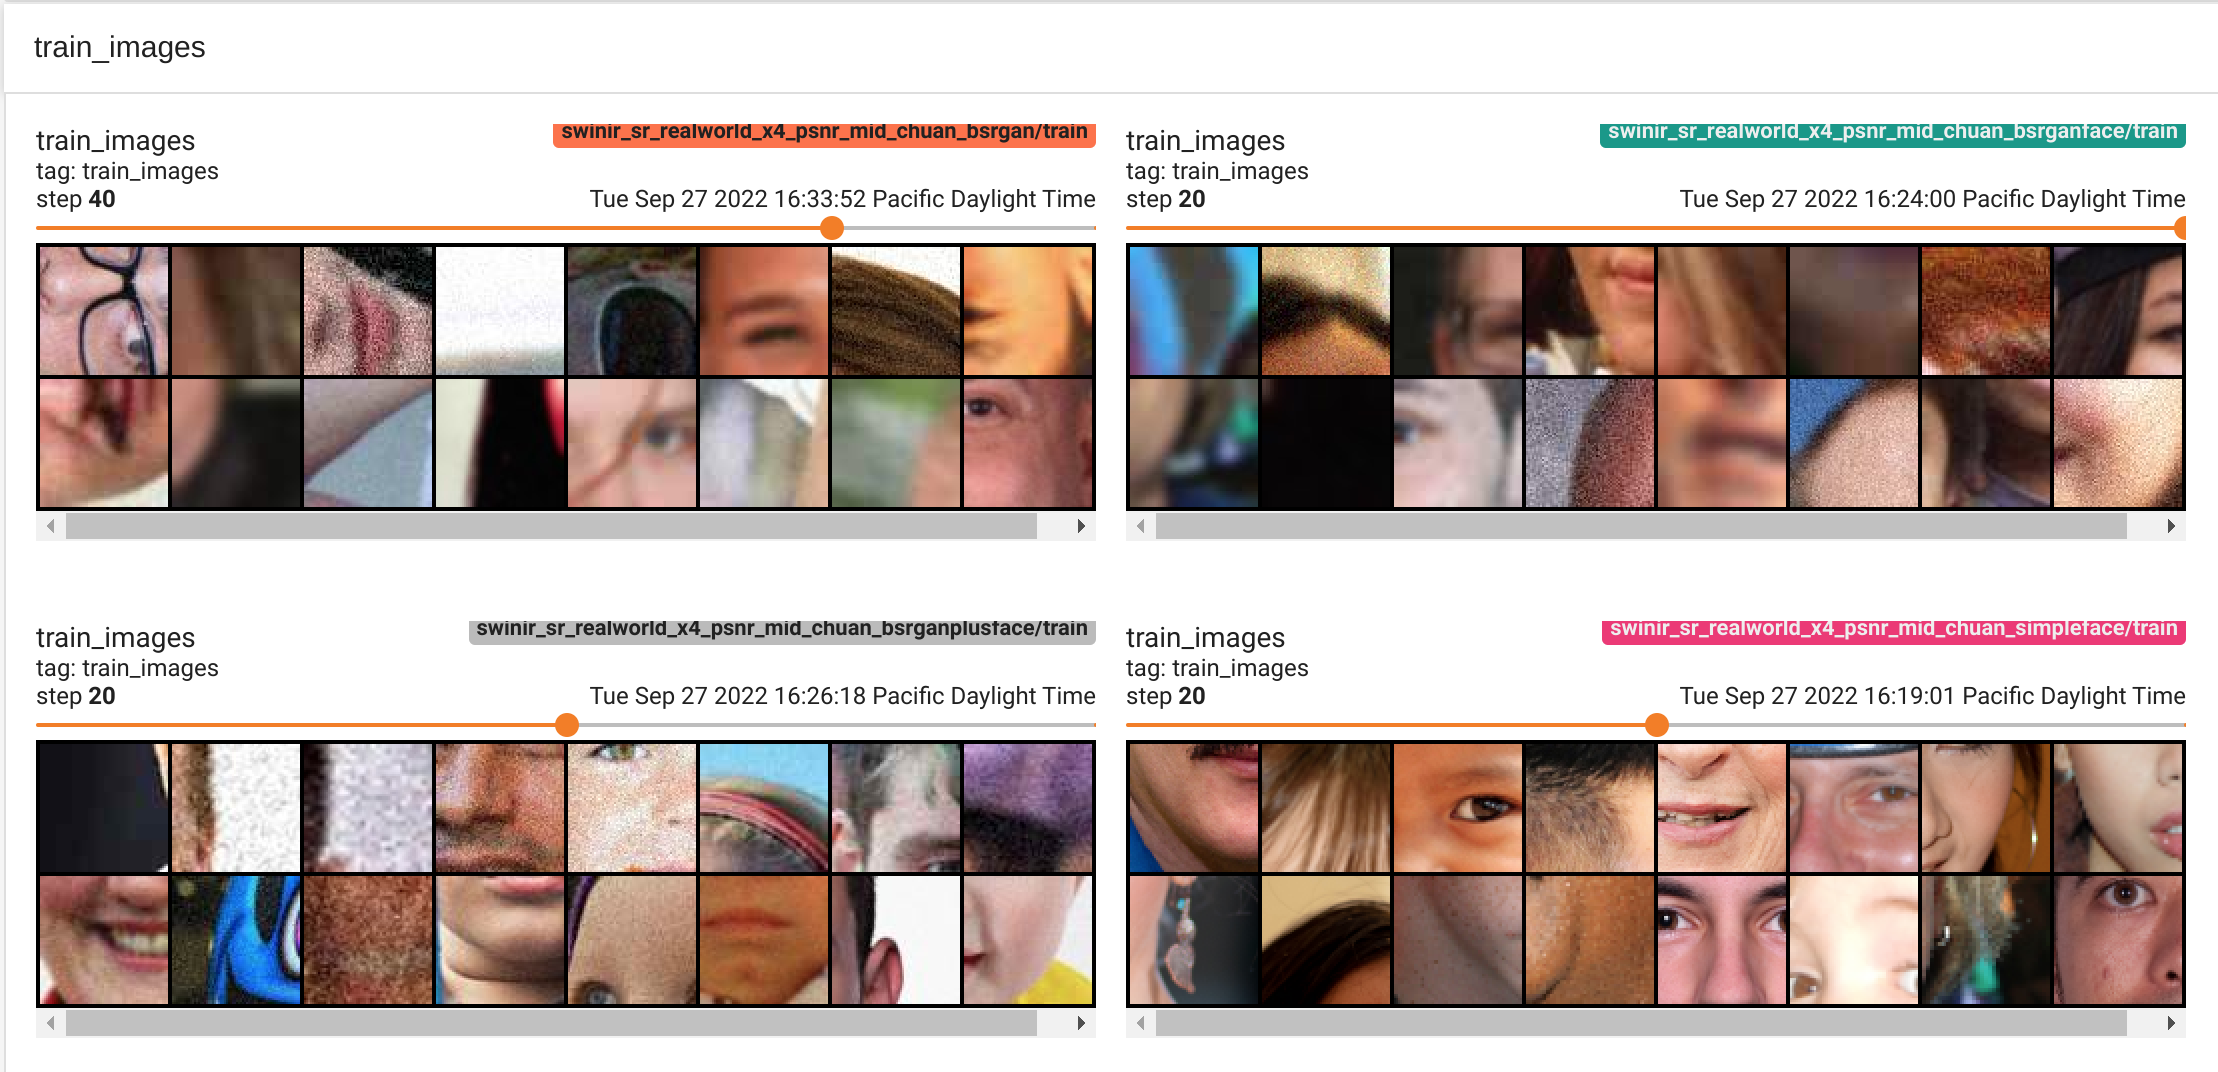 train_images
train_images
swinir_sr_realworld_x4_psnr_mid_chuan_bsrgan/train
tag: train_images
step 40
Tue Sep 27 2022 16:33:52 Pacific Daylight Time
train_images
swinir_sr_realworld_x4_psnr_mid_chuan_bsrganface/train
tag: train_images
step 20
Tue Sep 27 2022 16:24:00 Pacific Daylight Time
train_images
swinir_sr_realworld_x4_psnr_mid_chuan_bsrganplusface/train
tag: train_images
step 20
Tue Sep 27 2022 16:26:18 Pacific Daylight Time
train_images
swinir_sr_realworld_x4_psnr_mid_chuan_simpleface/train
tag: train_images
step 20
Tue Sep 27 2022 16:19:01 Pacific Daylight Time